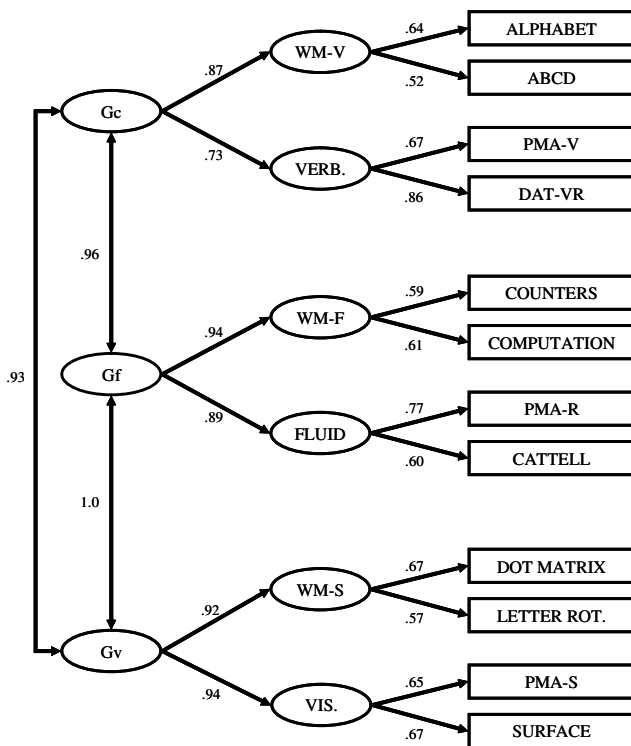 ALPHABET
.64
WM-V
.87
.52
ABCD
Gc
PMA-V
.67
.73
VERB.
.86
DAT-VR
.96
COUNTERS
.59
WM-F
.94
.61
COMPUTATION
.93
Gf
PMA-R
.77
.89
FLUID
.60
CATTELL
1.0
DOT MATRIX
.67
WM-S
.92
.57
LETTER ROT.
Gv
PMA-S
.65
.94
VIS.
.67
SURFACE